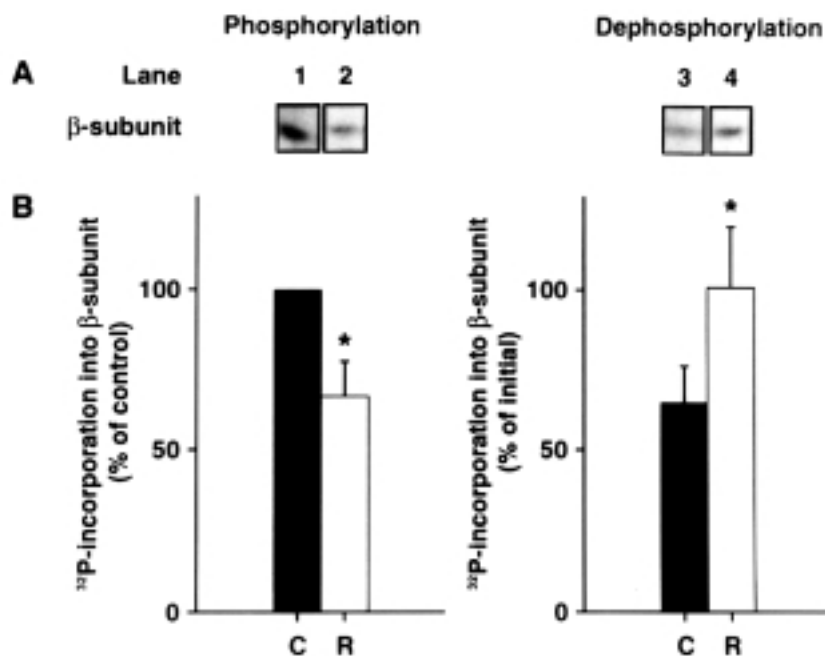 Phosphorylation Dephosphorylation
A Lane 1 2 3 4
β-subunit
B
³²P-incorporation into β-subunit
(% of control)
100
50
0
*
C R
³²P-incorporation into β-subunit
(% of initial)
100
50
0
*
C R